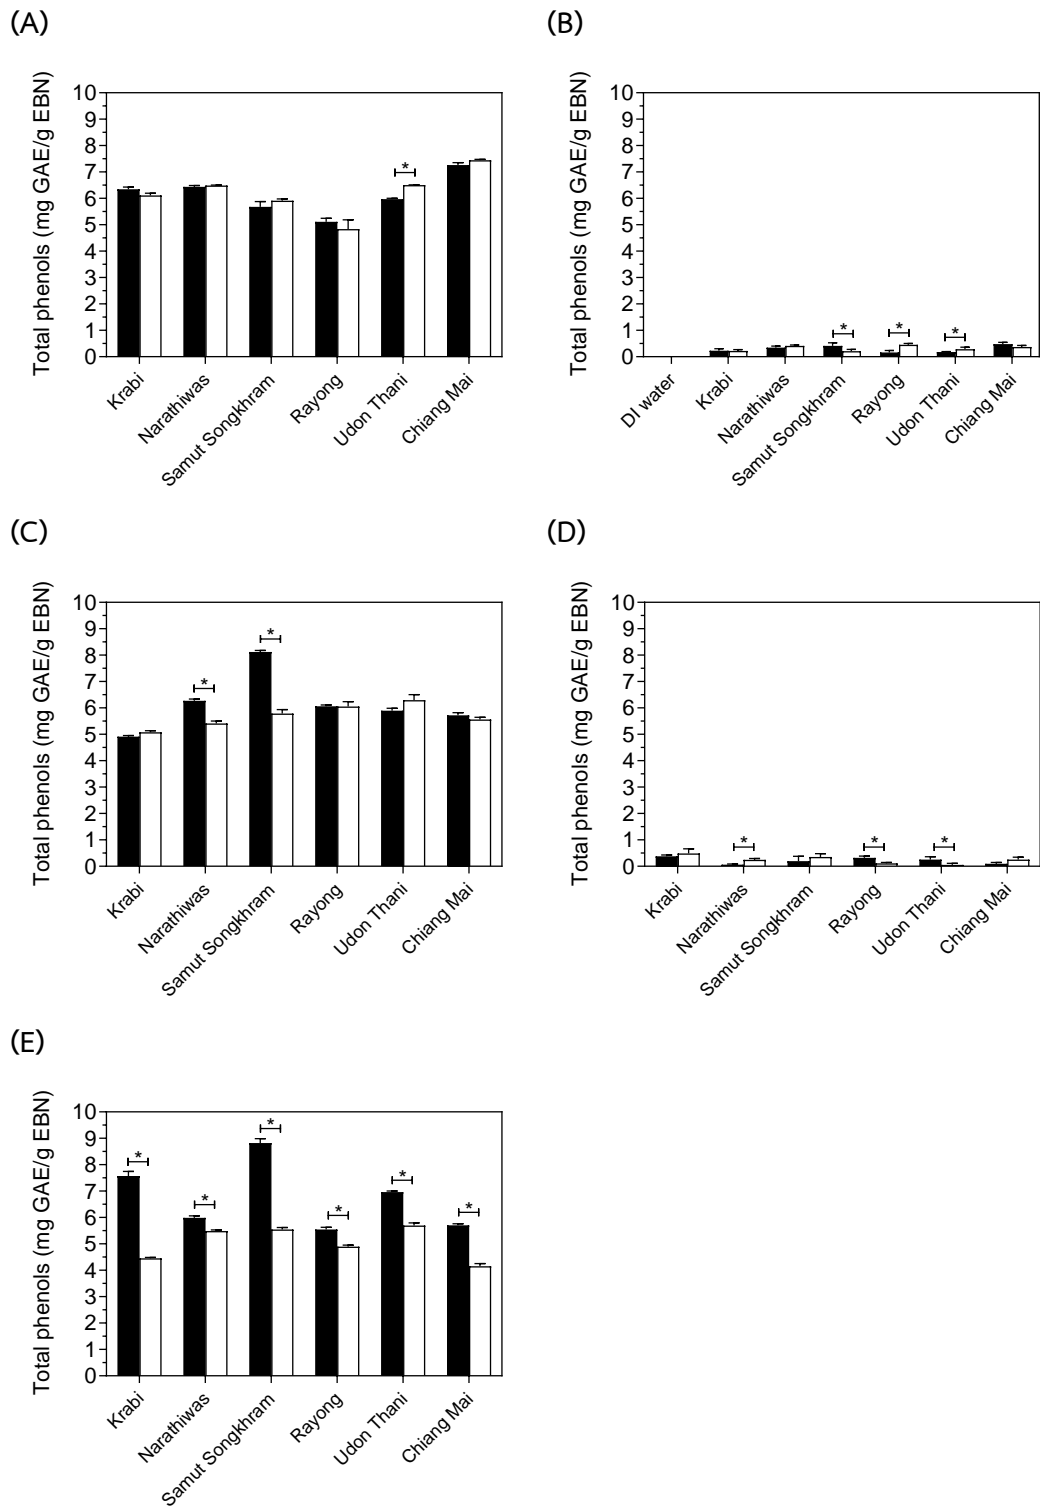 (A)
Total phenols (mg GAE/g EBN)
10
9
8
7
6
5
4
3
2
1
0
*
Krabi
Narathiwas
Samut Songkhram
Rayong
Udon Thani
Chiang Mai
(B)
Total phenols (mg GAE/g EBN)
10
9
8
7
6
5
4
3
2
1
0
*
*
*
DI water
Krabi
Narathiwas
Samut Songkhram
Rayong
Udon Thani
Chiang Mai
(C)
Total phenols (mg GAE/g EBN)
10
9
8
7
6
5
4
3
2
1
0
*
*
Krabi
Narathiwas
Samut Songkhram
Rayong
Udon Thani
Chiang Mai
(D)
Total phenols (mg GAE/g EBN)
10
9
8
7
6
5
4
3
2
1
0
*
*
*
Krabi
Narathiwas
Samut Songkhram
Rayong
Udon Thani
Chiang Mai
(E)
Total phenols (mg GAE/g EBN)
10
9
8
7
6
5
4
3
2
1
0
*
*
*
*
*
*
Krabi
Narathiwas
Samut Songkhram
Rayong
Udon Thani
Chiang Mai